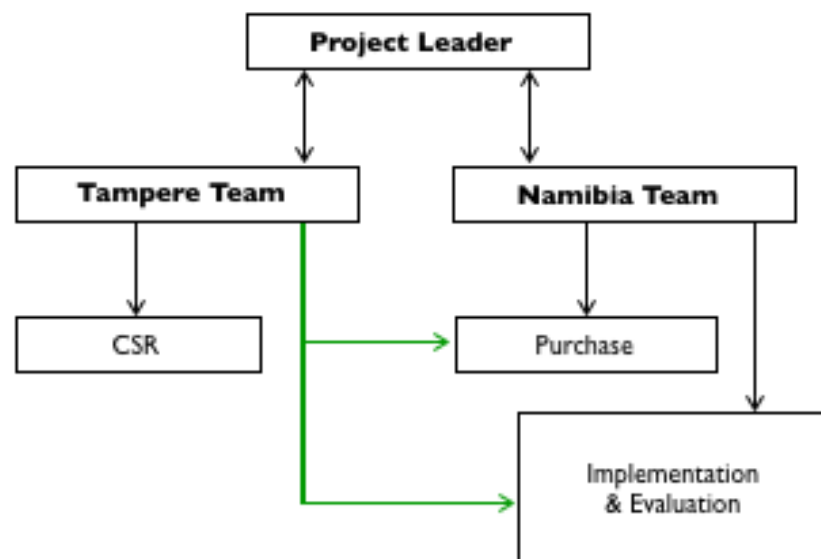 Project Leader
Tampere Team
Namibia Team
CSR
Purchase
Implementation
& Evaluation